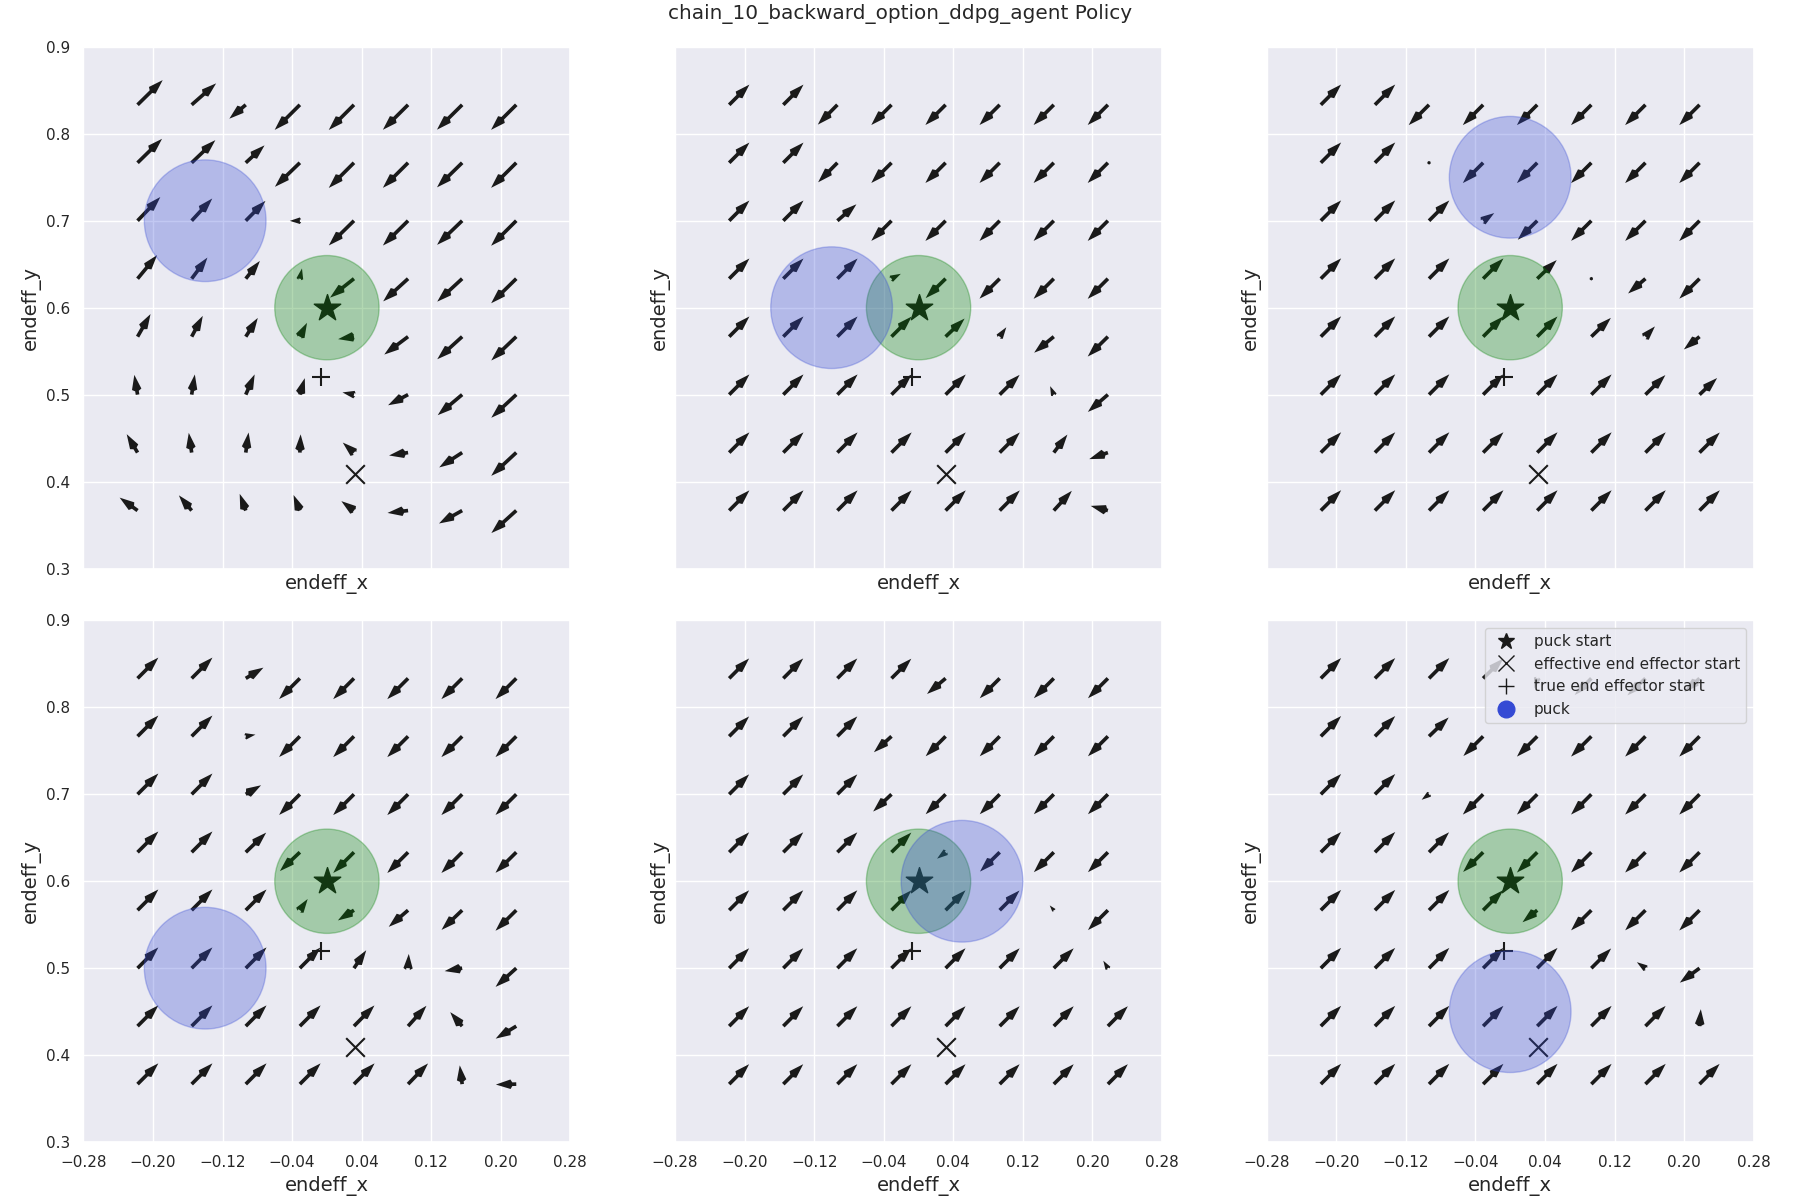 chain_10_backward_option_ddpg_agent Policy
0.9
0.8
0.7
0.6
0.5
0.4
0.3
endeff_y
endeff_x
endeff_y
endeff_x
endeff_y
endeff_x
0.9
0.8
0.7
0.6
0.5
0.4
0.3
endeff_y
−0.28 −0.20 −0.12 −0.04 0.04 0.12 0.20 0.28
endeff_x
endeff_y
−0.28 −0.20 −0.12 −0.04 0.04 0.12 0.20 0.28
endeff_x
puck start
effective end effector start
true end effector start
puck
endeff_y
−0.28 −0.20 −0.12 −0.04 0.04 0.12 0.20 0.28
endeff_x